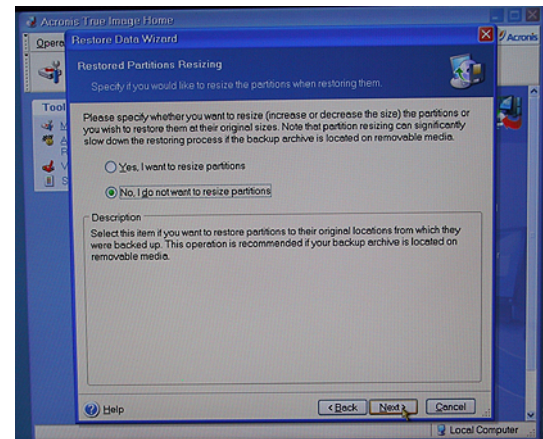 Acronis True Image Home
Opera
Restore Data Wizard
Acronis
Restored Partitions Resizing
Specify if you would like to resize the partitions when restoring them.
Tool
Please specify whether you want to resize (increase or decrease the size) the partitions or
you wish to restore them at their original sizes. Note that partition resizing can significantly
slow down the restoring process if the backup archive is located on removable media.
M
A
R
V
S
Yes, I want to resize partitions
No, I do not want to resize partitions
Description
Select this item if you want to restore partitions to their original locations from which they
were backed up. This operation is recommended if your backup archive is located on
removable media.
Help
< Back
Next >
Cancel
Local Computer